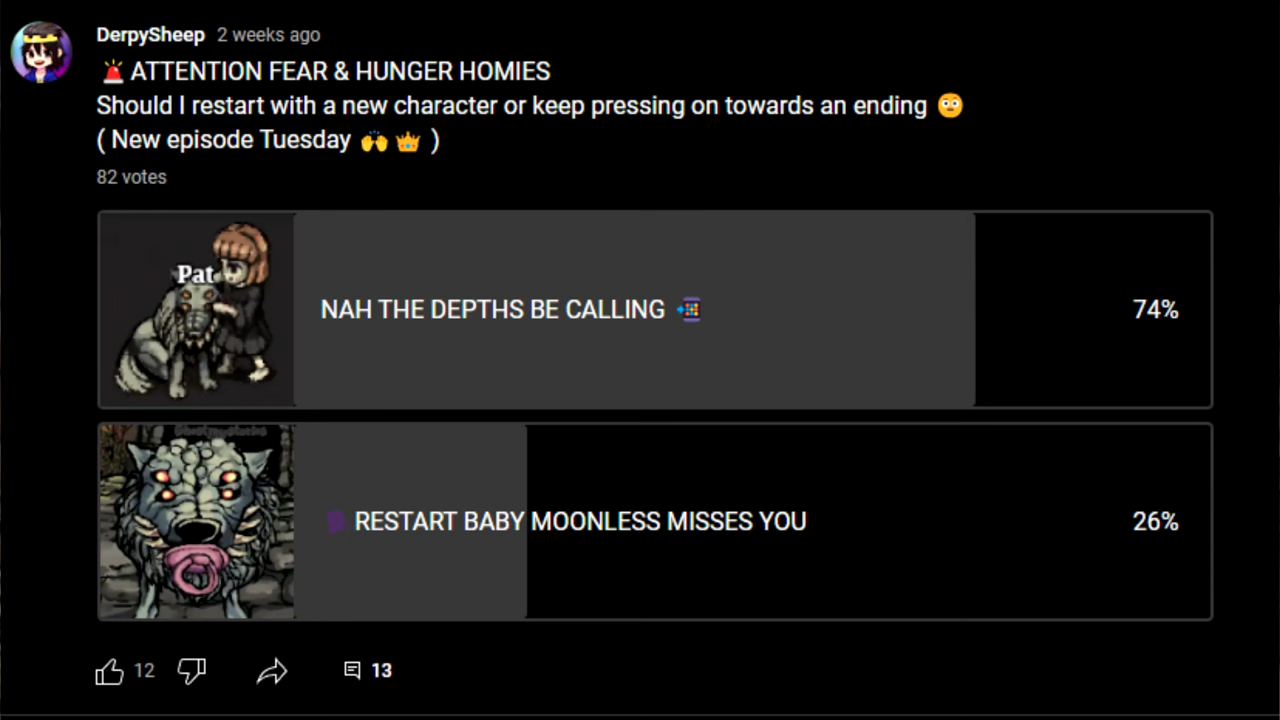 DerpySheep 2 weeks ago
🚨 ATTENTION FEAR & HUNGER HOMIES
Should I restart with a new character or keep pressing on towards an ending 😳
( New episode Tuesday 🙌 👑 )
82 votes
Pat
NAH THE DEPTHS BE CALLING
74%
RESTART BABY MOONLESS MISSES YOU
26%
12
13